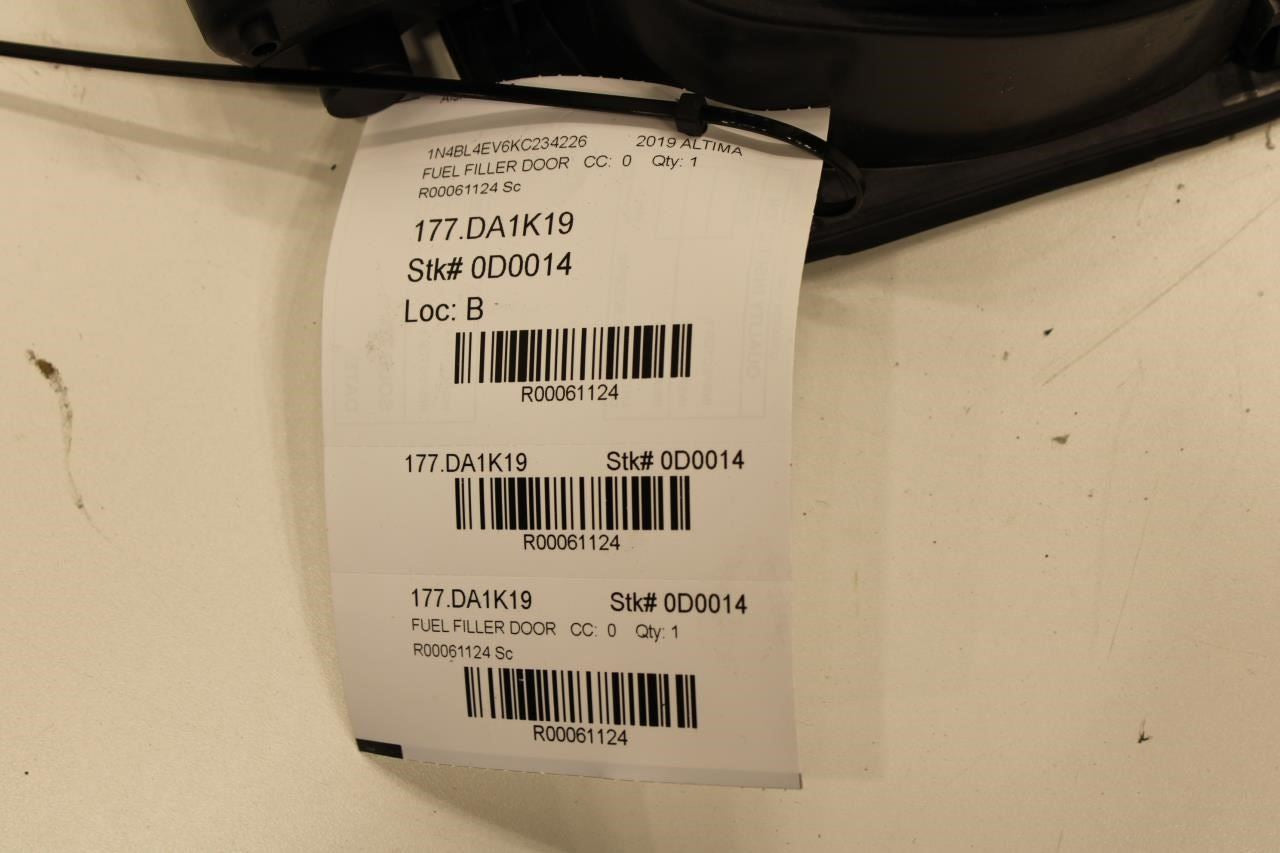 1N4BL4EV6KC234226 2019 ALTIMA
FUEL FILLER DOOR CC: 0 Qty: 1
R00061124 Sc
177.DA1K19
Stk# 0D0014
Loc: B
R00061124
177.DA1K19 Stk# 0D0014
R00061124
177.DA1K19 Stk# 0D0014
FUEL FILLER DOOR CC: 0 Qty: 1
R00061124 Sc
R00061124